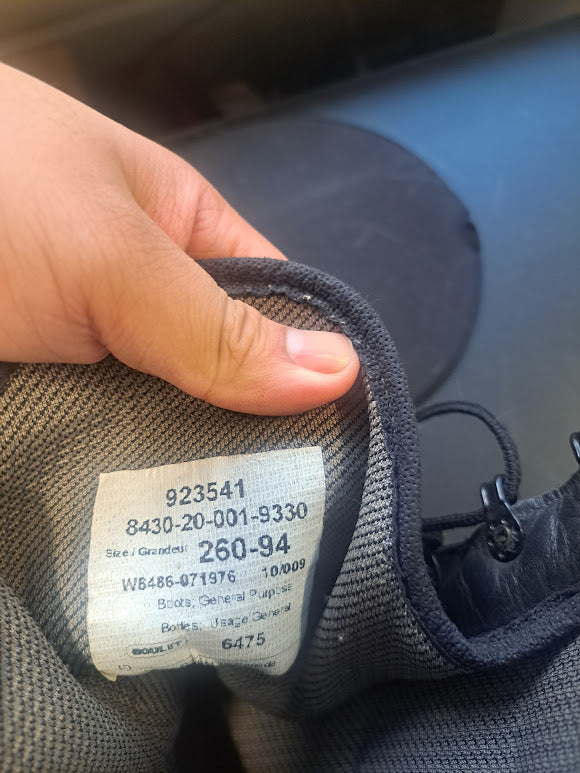 923541
8430-20-001-9330
Size / Grandeur 260-94
W8486-071976 10/009
Boots; General Purpose
Bottes; Usage General
6475